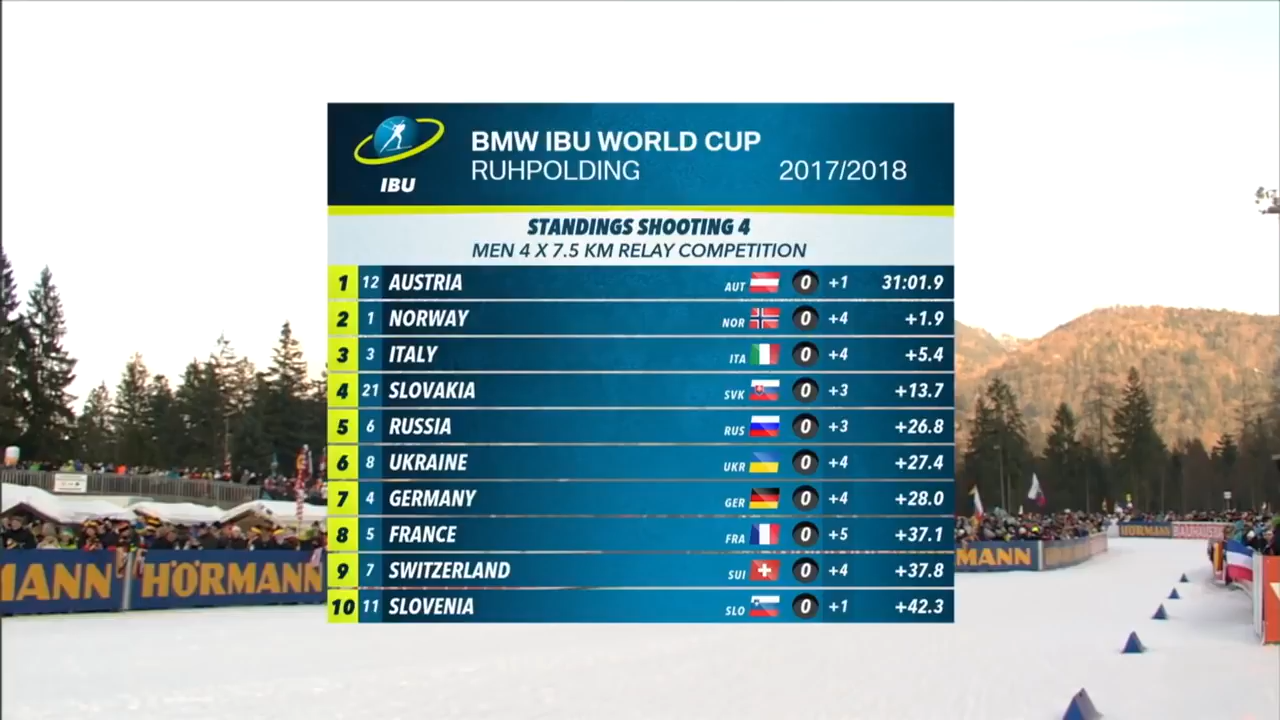 IBU
BMW IBU WORLD CUP
RUHPOLDING 2017/2018
STANDINGS SHOOTING 4
MEN 4 X 7.5 KM RELAY COMPETITION
1 12 AUSTRIA AUT 0 +1 31:01.9
2 1 NORWAY NOR 0 +4 +1.9
3 3 ITALY ITA 0 +4 +5.4
4 21 SLOVAKIA SVK 0 +3 +13.7
5 6 RUSSIA RUS 0 +3 +26.8
6 8 UKRAINE UKR 0 +4 +27.4
7 4 GERMANY GER 0 +4 +28.0
8 5 FRANCE FRA 0 +5 +37.1
9 7 SWITZERLAND SUI 0 +4 +37.8
10 11 SLOVENIA SLO 0 +1 +42.3
MANN HÖRMANN
MANN
HÖRMANN